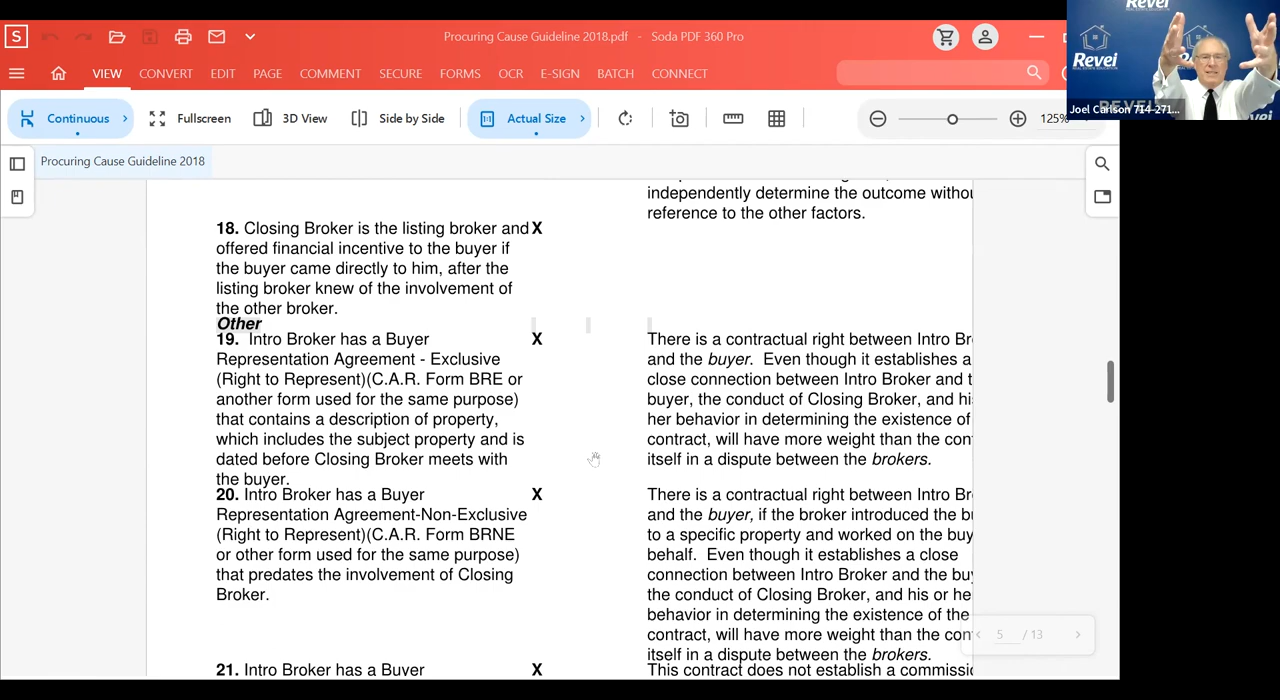 Procuring Cause Guideline 2018.pdf - Soda PDF 360 Pro
VIEW CONVERT EDIT PAGE COMMENT SECURE FORMS OCR E-SIGN BATCH CONNECT
Continuous Fullscreen 3D View Side by Side Actual Size 125%
Revel
Revel
Joel Carlson 714-271...
Procuring Cause Guideline 2018
independently determine the outcome withou
reference to the other factors.
18. Closing Broker is the listing broker and X
offered financial incentive to the buyer if
the buyer came directly to him, after the
listing broker knew of the involvement of
the other broker.
Other
19. Intro Broker has a Buyer X
Representation Agreement - Exclusive
(Right to Represent)(C.A.R. Form BRE or
another form used for the same purpose)
that contains a description of property,
which includes the subject property and is
dated before Closing Broker meets with
the buyer.
There is a contractual right between Intro Br
and the buyer. Even though it establishes a
close connection between Intro Broker and t
buyer, the conduct of Closing Broker, and hi
her behavior in determining the existence of
contract, will have more weight than the con
itself in a dispute between the brokers.
20. Intro Broker has a Buyer X
Representation Agreement-Non-Exclusive
(Right to Represent)(C.A.R. Form BRNE
or other form used for the same purpose)
that predates the involvement of Closing
Broker.
There is a contractual right between Intro Br
and the buyer, if the broker introduced the b
to a specific property and worked on the buy
behalf. Even though it establishes a close
connection between Intro Broker and the buy
the conduct of Closing Broker, and his or he
behavior in determining the existence of the
contract, will have more weight than the con
itself in a dispute between the brokers.
21. Intro Broker has a Buyer X
This contract does not establish a commissio
5 / 13